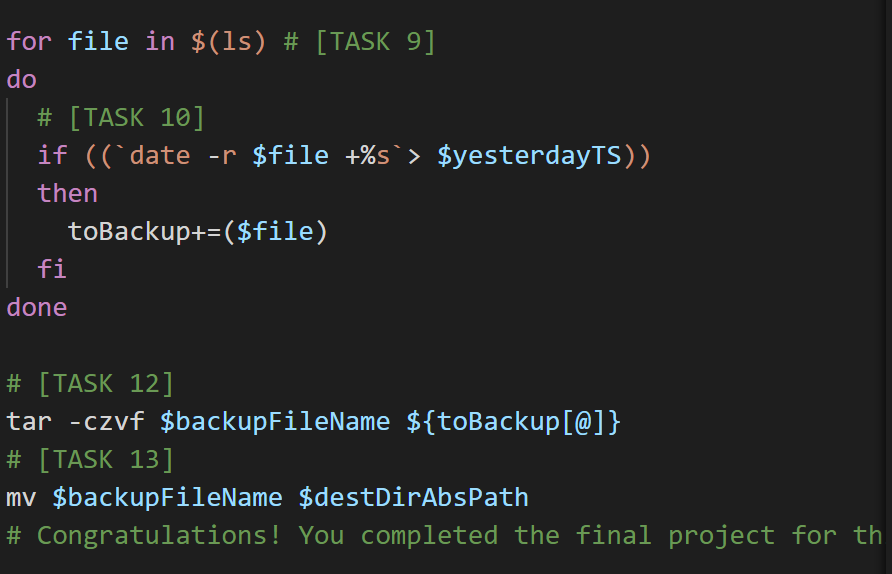 for file in $(ls) # [TASK 9]
do
  # [TASK 10]
  if ((`date -r $file +%s`> $yesterdayTS))
  then
    toBackup+=($file)
  fi
done

# [TASK 12]
tar -czvf $backupFileName ${toBackup[@]}
# [TASK 13]
mv $backupFileName $destDirAbsPath
# Congratulations! You completed the final project for th